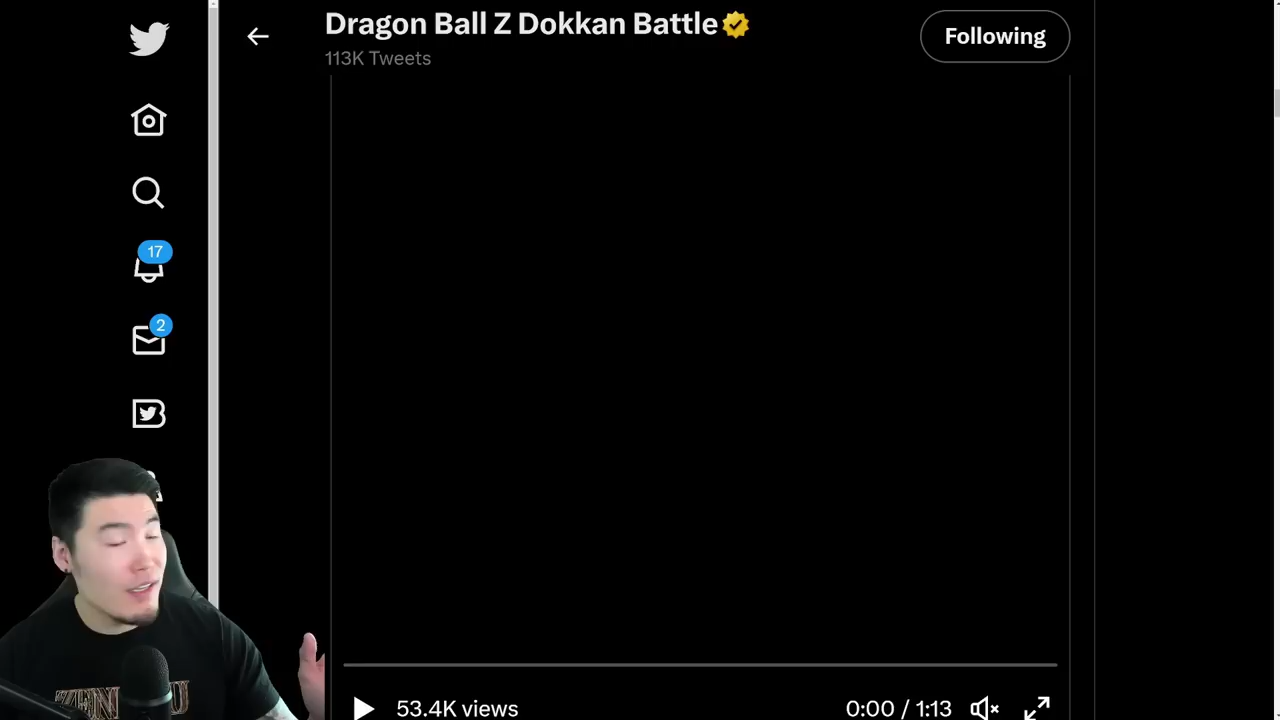 Dragon Ball Z Dokkan Battle
113K Tweets
Following
17
2
53.4K views
0:00 / 1:13